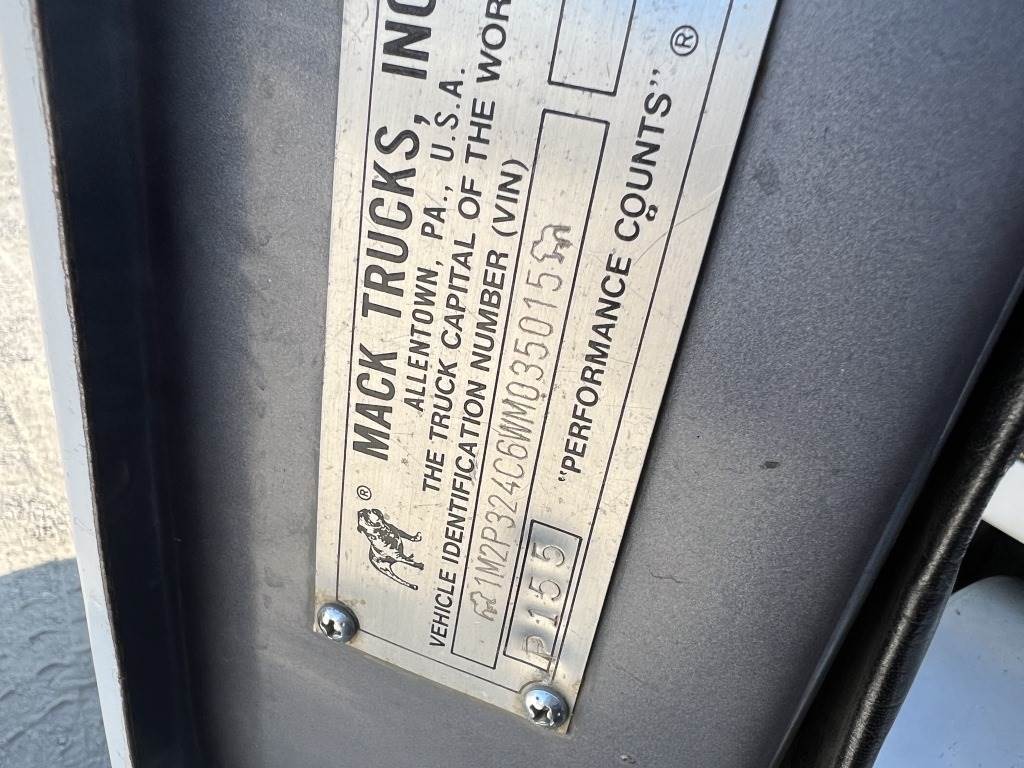 MACK TRUCKS, INC
®
ALLENTOWN, PA., U.S.A.
THE TRUCK CAPITAL OF THE WOR
VEHICLE IDENTIFICATION NUMBER (VIN)
1M2P324C6WM035015
P155
"PERFORMANCE COUNTS" ®